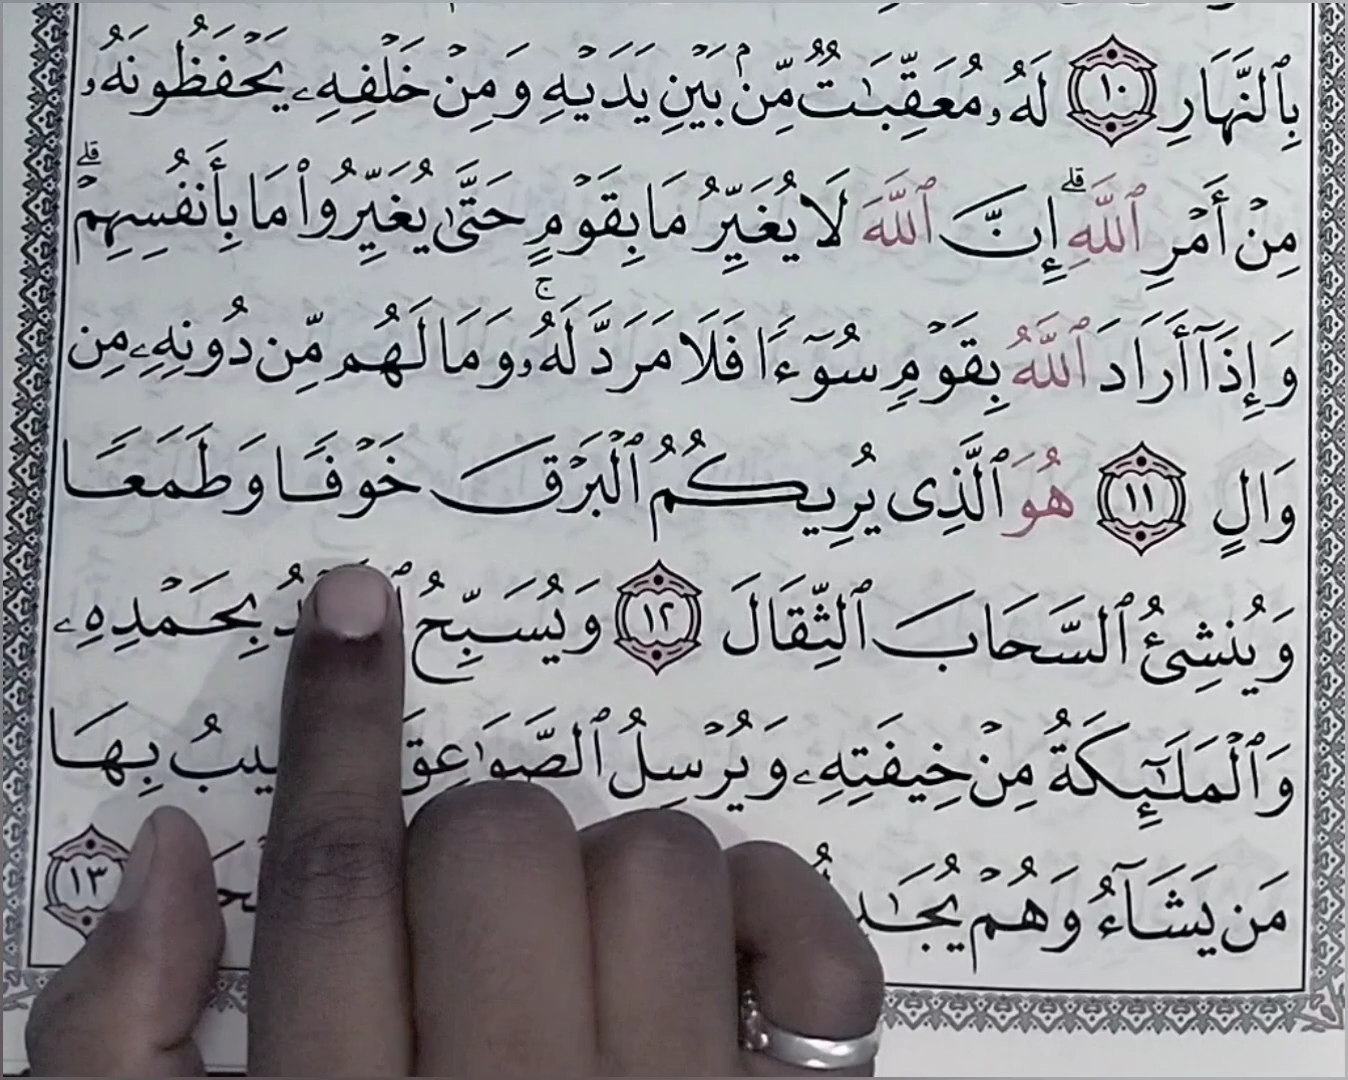 بِٱلنَّهَارِ ١٠ لَهُۥ مُعَقِّبَٰتٌ مِّنۢ بَيْنِ يَدَيْهِ وَمِنْ خَلْفِهِۦ يَحْفَظُونَهُۥ
مِنْ أَمْرِ ٱللَّهِۗ إِنَّ ٱللَّهَ لَا يُغَيِّرُ مَا بِقَوْمٍ حَتَّىٰ يُغَيِّرُوا۟ مَا بِأَنفُسِهِمْۗ
وَإِذَآ أَرَادَ ٱللَّهُ بِقَوْمٍ سُوٓءًا فَلَا مَرَدَّ لَهُۥۚ وَمَا لَهُم مِّن دُونِهِۦ مِن
وَالٍ ١١ هُوَ ٱلَّذِى يُرِيكُمُ ٱلْبَرْقَ خَوْفًا وَطَمَعًا
وَيُنشِئُ ٱلسَّحَابَ ٱلثِّقَالَ ١٢ وَيُسَبِّحُ بِحَمْدِهِۦ
وَٱلْمَلَٰٓئِكَةُ مِنْ خِيفَتِهِۦ وَيُرْسِلُ ٱلصَّوَٰعِقَ بِهَا
مَن يَشَآءُ وَهُمْ ١٣